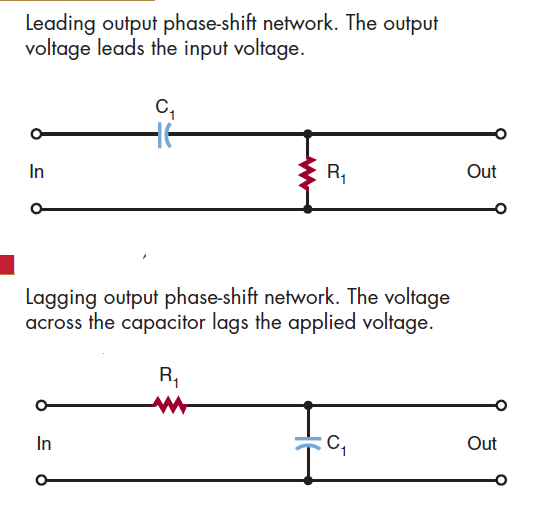 Leading output phase-shift network. The output
voltage leads the input voltage.
C₁
In
R₁
Out
Lagging output phase-shift network. The voltage
across the capacitor lags the applied voltage.
R₁
In
C₁
Out